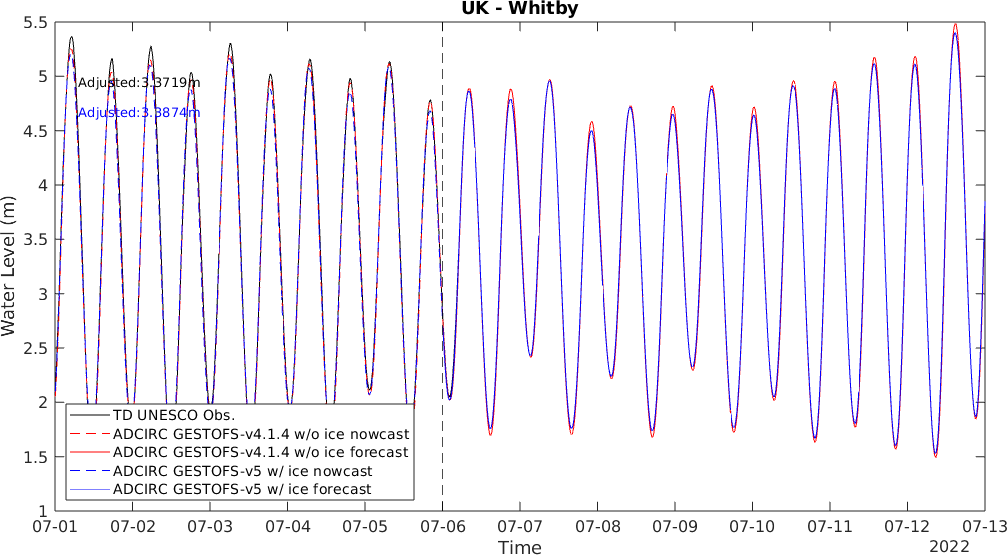 UK - Whitby
5.5
5
4.5
4
3.5
3
2.5
2
1.5
1
Water Level (m)
Adjusted:3.3719m
Adjusted:3.3874m
TD UNESCO Obs.
ADCIRC GESTOFS-v4.1.4 w/o ice nowcast
ADCIRC GESTOFS-v4.1.4 w/o ice forecast
ADCIRC GESTOFS-v5 w/ ice nowcast
ADCIRC GESTOFS-v5 w/ ice forecast
07-01 07-02 07-03 07-04 07-05 07-06 07-07 07-08 07-09 07-10 07-11 07-12 07-13
Time
2022